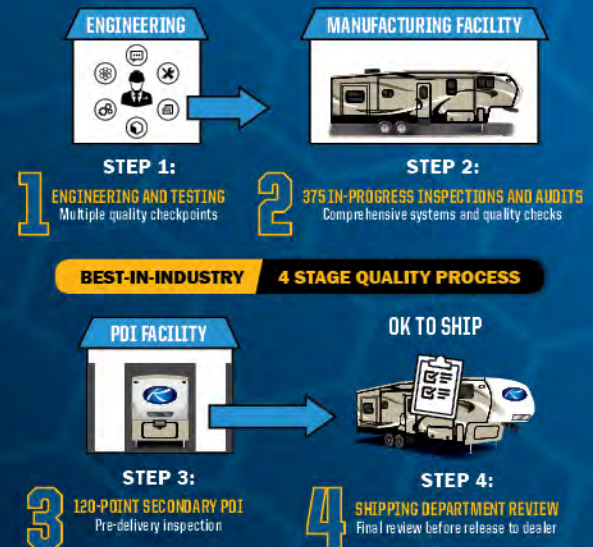 ENGINEERING
MANUFACTURING FACILITY
STEP 1:
1
ENGINEERING AND TESTING
Multiple quality checkpoints
STEP 2:
2
375 IN-PROGRESS INSPECTIONS AND AUDITS
Comprehensive systems and quality checks
BEST-IN-INDUSTRY 4 STAGE QUALITY PROCESS
PDI FACILITY
OK TO SHIP
R
STEP 3:
3
120-POINT SECONDARY PDI
Pre-delivery inspection
STEP 4:
4
SHIPPING DEPARTMENT REVIEW
Final review before release to dealer